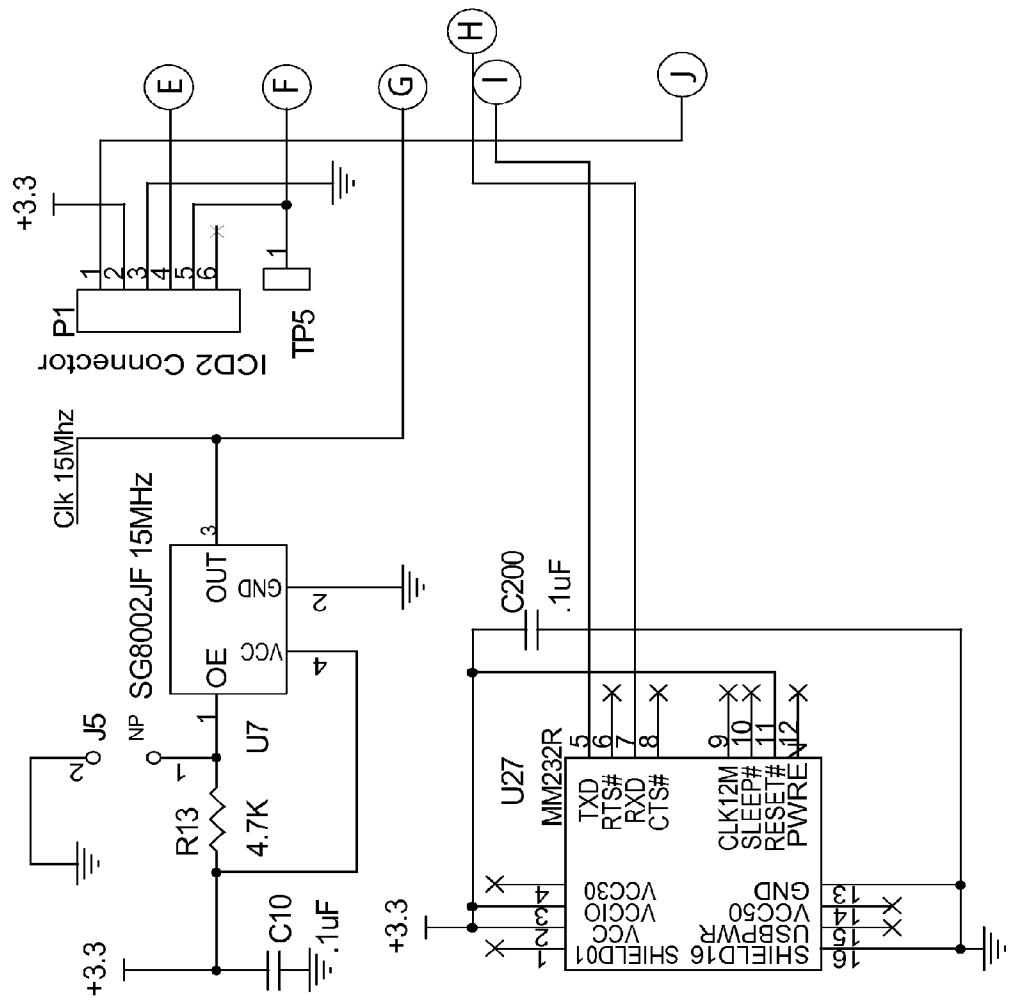 E
F
G
H
I
J
+3.3
1
2
3
4
5
6
P1
ICD2 Connector
1
TP5
Clk 15Mhz
SG8002JF 15MHz
3
OUT
GND
2
OE
VCC
4
1
U7
J5
2
NP
1
R13
4.7K
+3.3
C10
.1uF
C200
.1uF
U27
MM232R
5
6
7
8
9
10
11
12
TXD
RTS#
RXD
CTS#
CLK12M
SLEEP#
RESET#
PWREN
+3.3
4
3
2
1
VCC30
VCCIO
VCC
SHIELD01
SHIELD16
GND
VCC50
USBPWR
13
14
15
16